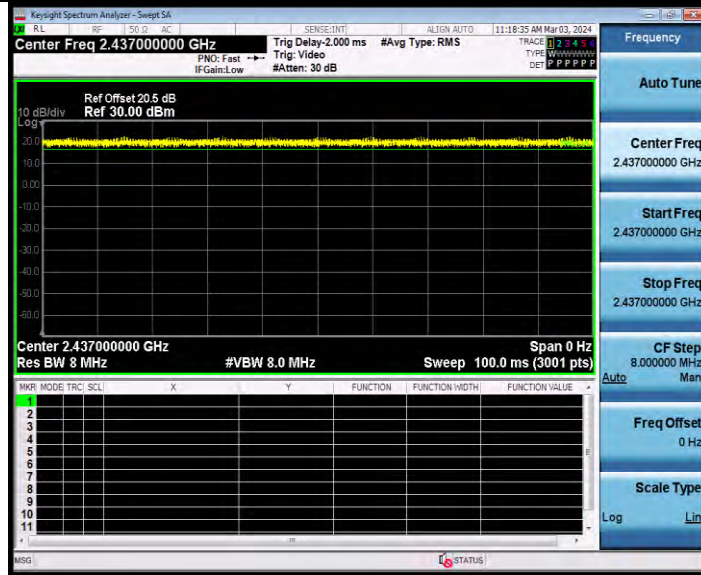 Keysight Spectrum Analyzer - Swept SA
LXI RL RF 50 Ω AC SENSE:INT ALIGN AUTO 11:18:35 AM Mar 03, 2024
Center Freq 2.437000000 GHz
PNO: Fast
IFGain:Low
Trig Delay-2.000 ms
Trig: Video
#Atten: 30 dB
#Avg Type: RMS
TRACE 1 2 3 4 5 6
TYPE
DET P P P P P P
Ref Offset 20.5 dB
10 dB/div Ref 30.00 dBm
Log
20.0
10.0
0.00
-10.0
-20.0
-30.0
-40.0
-50.0
-60.0
Center 2.437000000 GHz Span 0 Hz
Res BW 8 MHz #VBW 8.0 MHz Sweep 100.0 ms (3001 pts)
MKR MODE TRC SCL X Y FUNCTION FUNCTION WIDTH FUNCTION VALUE
1
2
3
4
5
6
7
8
9
10
11
MSG STATUS
Frequency
Auto Tune
Center Freq
2.437000000 GHz
Start Freq
2.437000000 GHz
Stop Freq
2.437000000 GHz
CF Step
8.000000 MHz
Auto Man
Freq Offset
0 Hz
Scale Type
Log Lin